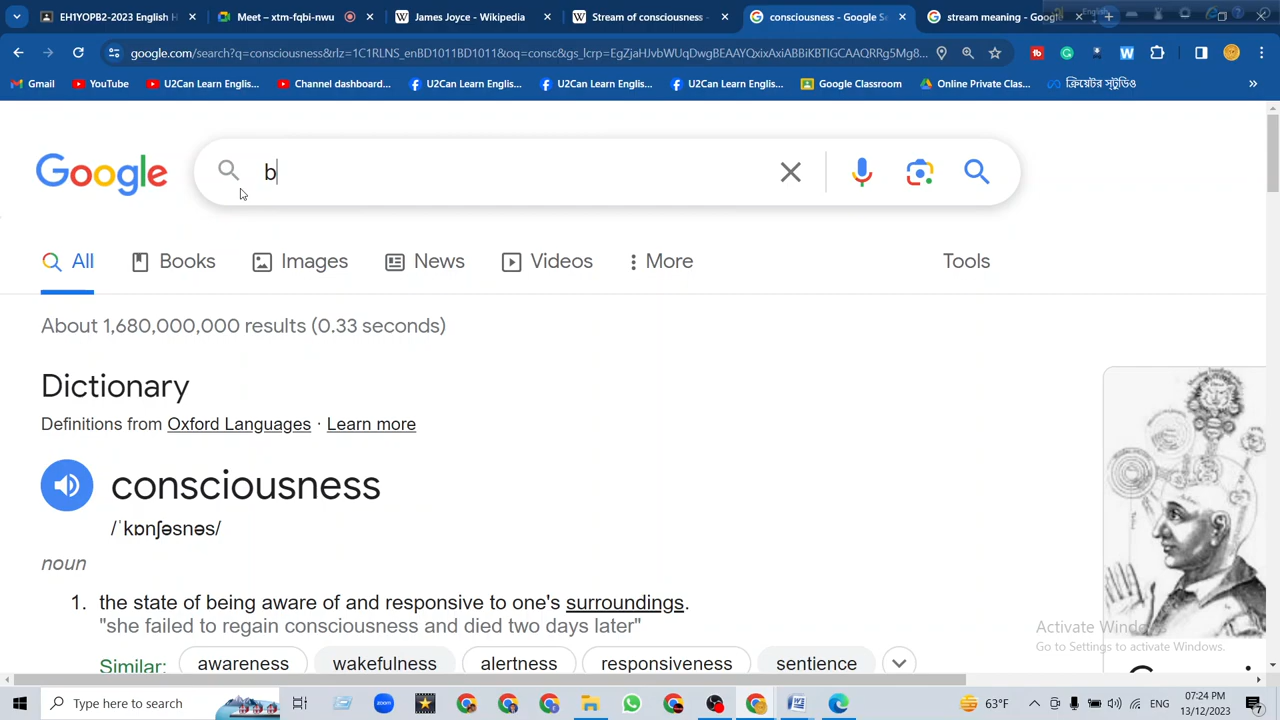 EH1YOPB2-2023 English H
Meet – xtm-fqbi-nwu
James Joyce - Wikipedia
Stream of consciousness -
consciousness - Google Se
stream meaning - Google
English
google.com/search?q=consciousness&rlz=1C1RLNS_enBD1011BD1011&oq=consc&gs_lcrp=EgZjaHJvbWUqDwgBEAAYQxixAxiABBiKBTIGCAAQRRg5Mg8...
Gmail
YouTube
U2Can Learn Englis...
Channel dashboard...
U2Can Learn Englis...
U2Can Learn Englis...
U2Can Learn Englis...
Google Classroom
Online Private Clas...
ক্রিয়েটর স্টুডিও
Google
b
All
Books
Images
News
Videos
More
Tools
About 1,680,000,000 results (0.33 seconds)
Dictionary
Definitions from Oxford Languages · Learn more
consciousness
/ˈkɒnʃəsnəs/
noun
1. the state of being aware of and responsive to one's surroundings.
"she failed to regain consciousness and died two days later"
Similar:
awareness
wakefulness
alertness
responsiveness
sentience
Activate Windows
Go to Settings to activate Windows.
Type here to search
zoom
63°F
ENG
07:24 PM
13/12/2023
7